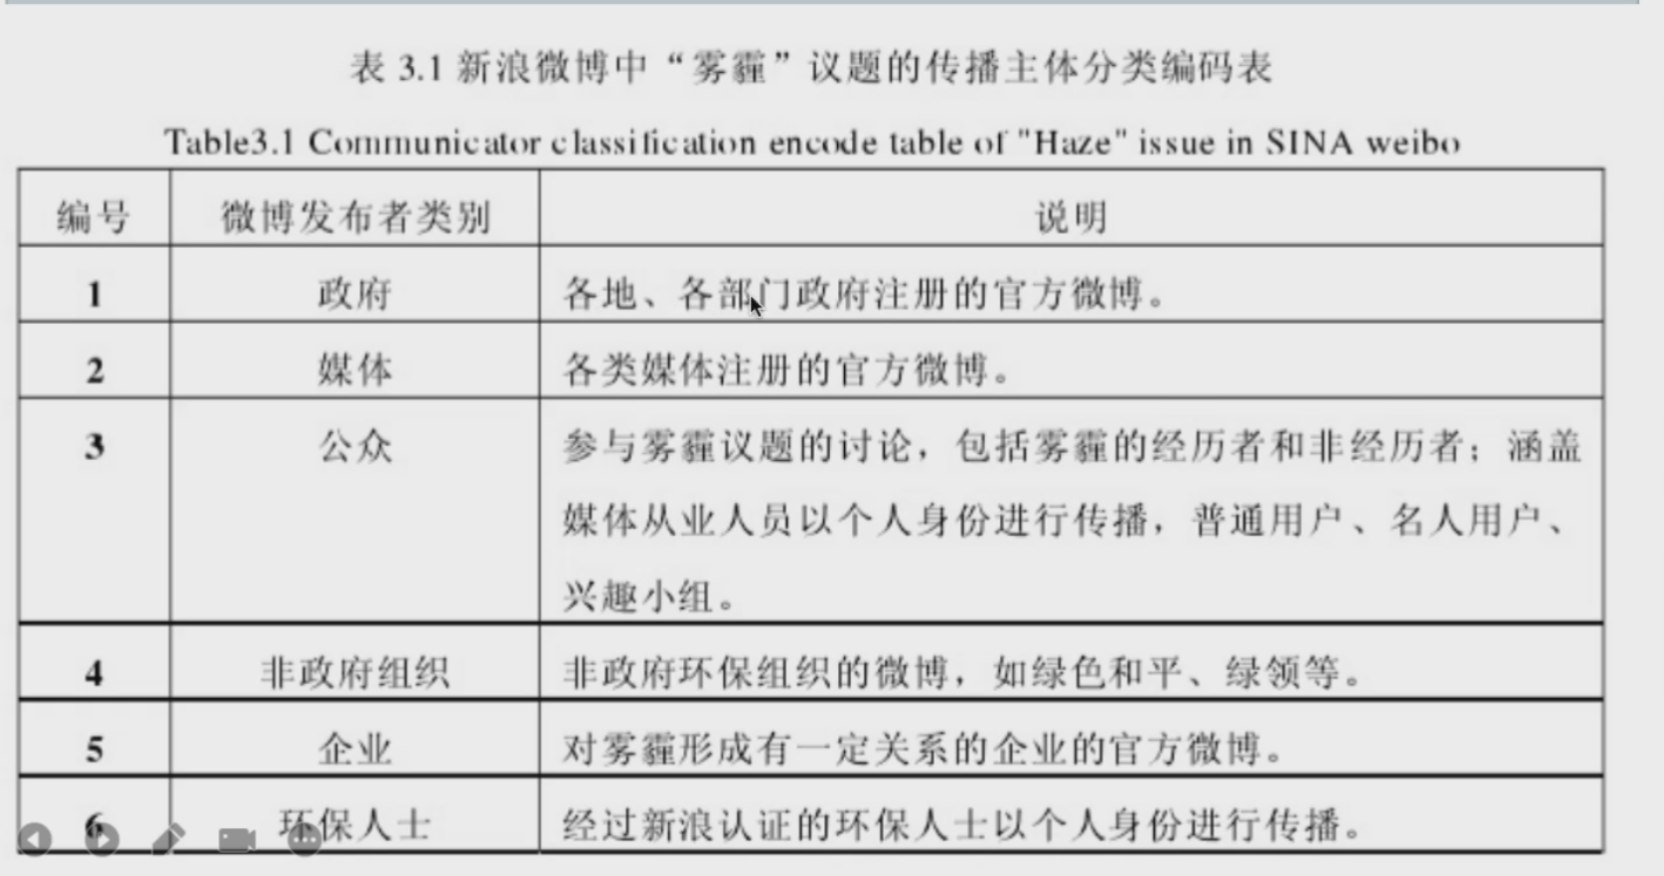 表 3.1 新浪微博中“雾霾”议题的传播主体分类编码表
Table3.1 Communicator classification encode table of "Haze" issue in SINA weibo
编号 微博发布者类别 说明
1 政府 各地、各部门政府注册的官方微博。
2 媒体 各类媒体注册的官方微博。
3 公众 参与雾霾议题的讨论，包括雾霾的经历者和非经历者；涵盖
媒体从业人员以个人身份进行传播，普通用户、名人用户、
兴趣小组。
4 非政府组织 非政府环保组织的微博，如绿色和平、绿领等。
5 企业 对雾霾形成有一定关系的企业的官方微博。
6 环保人士 经过新浪认证的环保人士以个人身份进行传播。